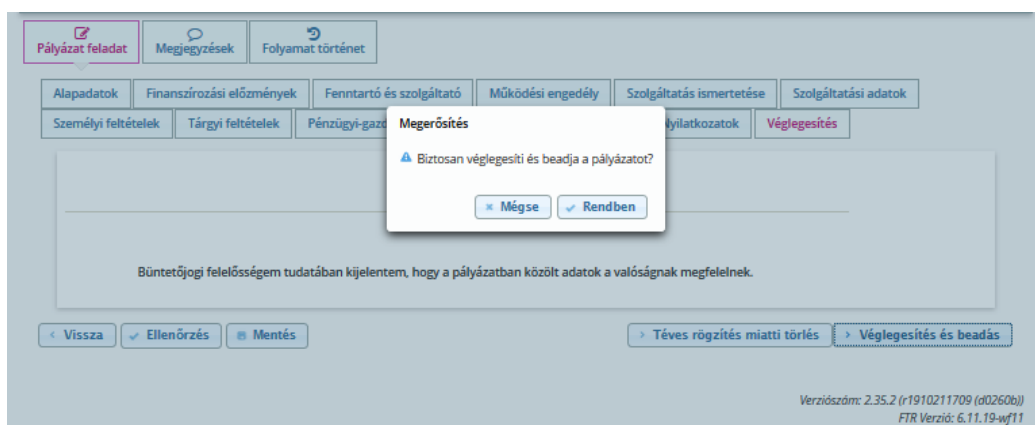 Pályázat feladat
Megjegyzések
Folyamat történet
Alapadatok
Finanszírozási előzmények
Fenntartó és szolgáltató
Működési engedély
Szolgáltatás ismertetése
Szolgáltatási adatok
Személyi feltételek
Tárgyi feltételek
Pénzügyi-gazd
Nyilatkozatok
Véglegesítés
Megerősítés
Biztosan véglegesíti és beadja a pályázatot?
Mégse
Rendben
Büntetőjogi felelősségem tudatában kijelentem, hogy a pályázatban közölt adatok a valóságnak megfelelnek.
Vissza
Ellenőrzés
Mentés
Téves rögzítés miatti törlés
Véglegesítés és beadás
Verziószám: 2.35.2 (r1910211709 (d0260b))
FTR Verzió: 6.11.19-wf11